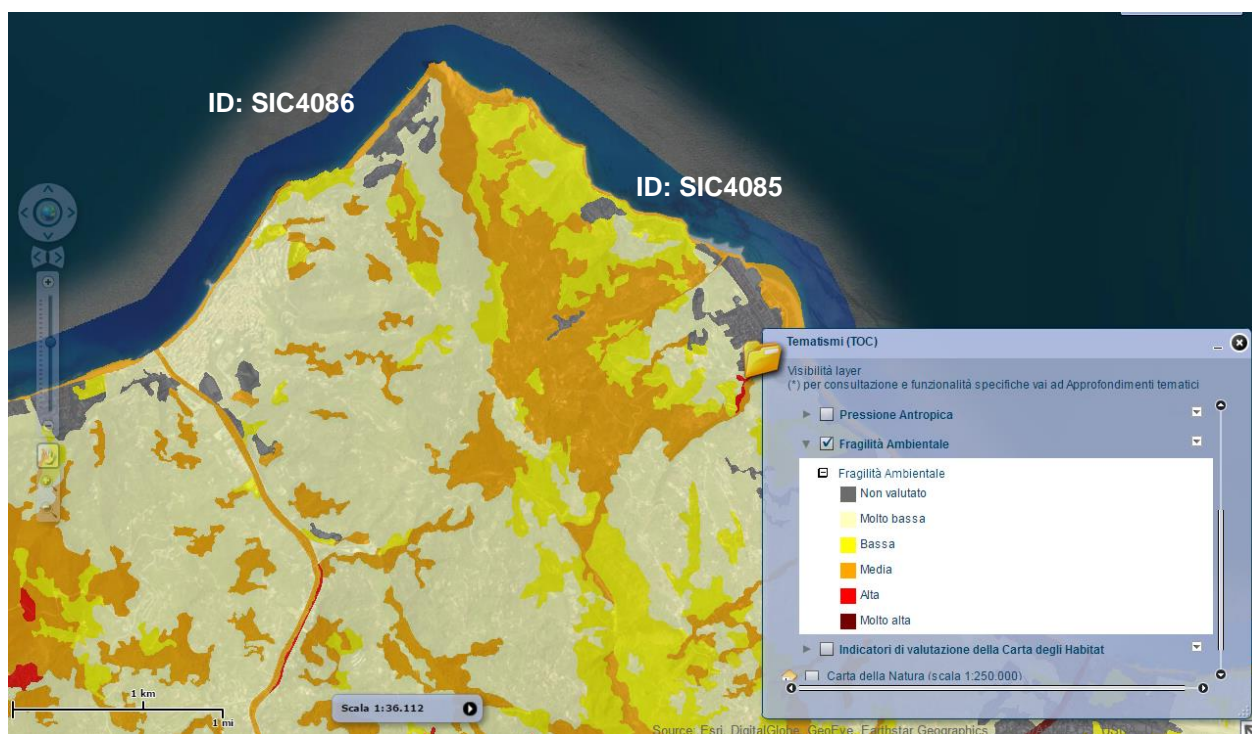 ID: SIC4086
ID: SIC4085
Tematismi (TOC)
Visibilità layer
(*) per consultazione e funzionalità specifiche vai ad Approfondimenti tematici
Pressione Antropica
Fragilità Ambientale
Fragilità Ambientale
Non valutato
Molto bassa
Bassa
Media
Alta
Molto alta
Indicatori di valutazione della Carta degli Habitat
Carta della Natura (scala 1:250.000)
1 km
1 mi
Scala 1:36.112
Source: Esri, DigitalGlobe, GeoEye, Earthstar Geographics